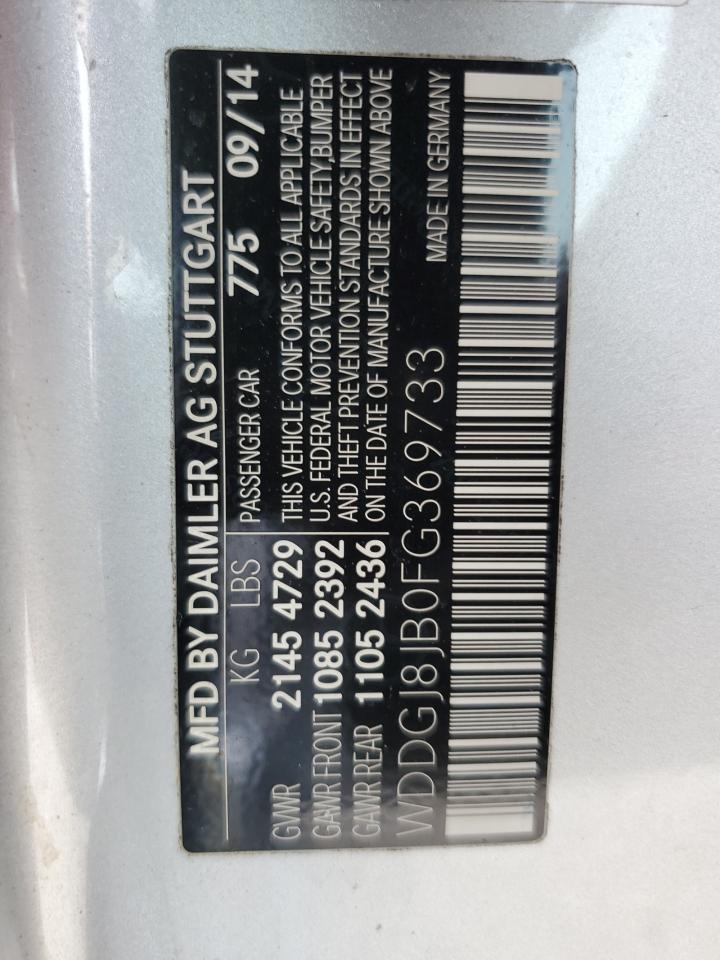 MFD BY DAIMLER AG STUTTGART
KG LBS PASSENGER CAR 775 09/14
GVWR 2145 4729 THIS VEHICLE CONFORMS TO ALL APPLICABLE
GAWR FRONT 1085 2392 U.S. FEDERAL MOTOR VEHICLE SAFETY,BUMPER
GAWR REAR 1105 2436 AND THEFT PREVENTION STANDARDS IN EFFECT
ON THE DATE OF MANUFACTURE SHOWN ABOVE
WDDGJ8JB0FG369733 MADE IN GERMANY